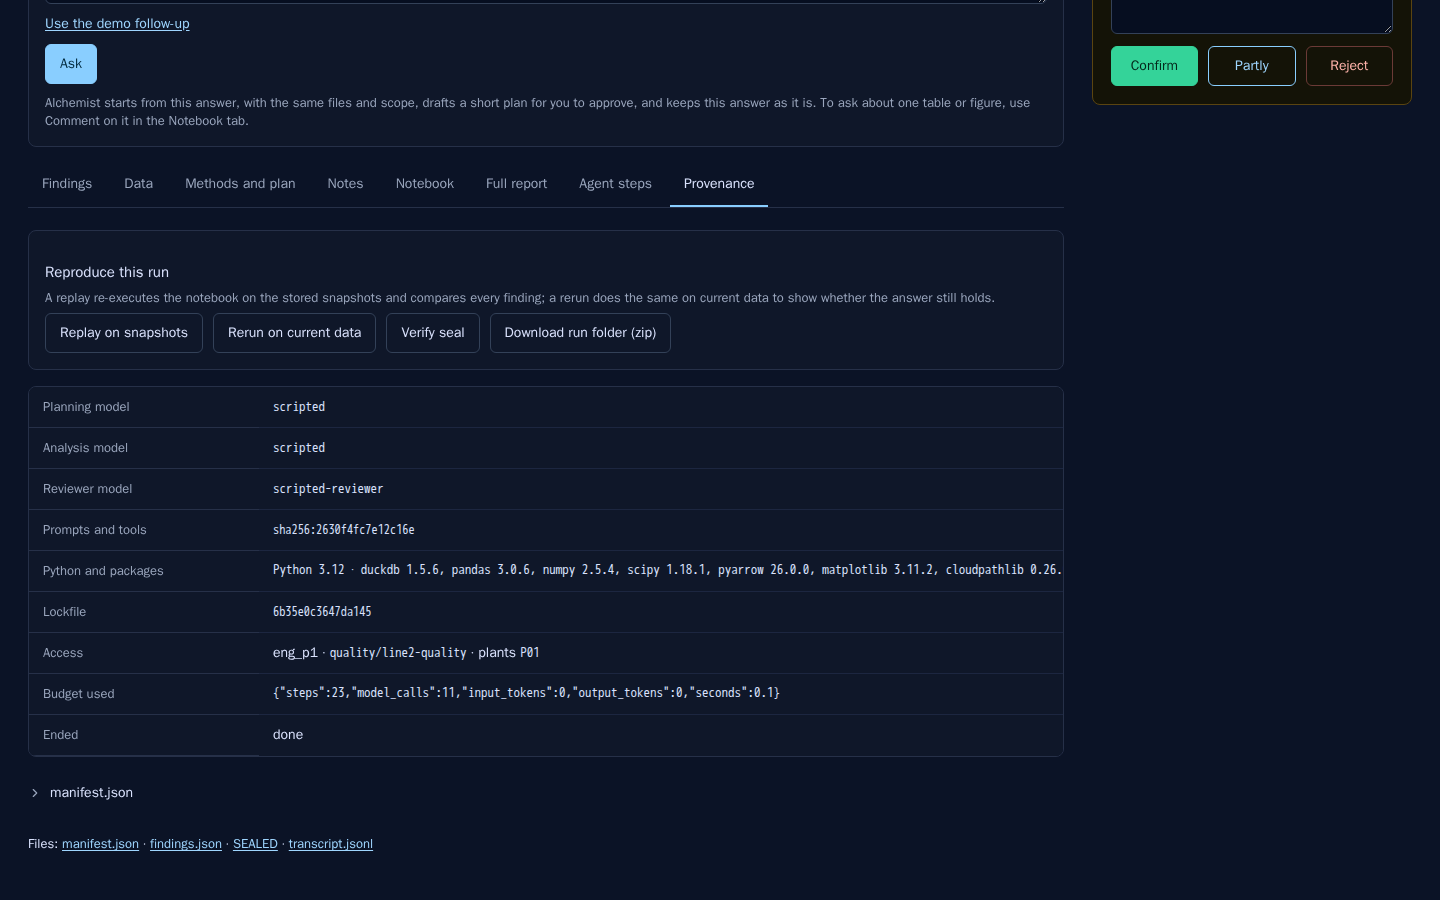 Use the demo follow-up
Ask
Alchemist starts from this answer, with the same files and scope, drafts a short plan for you to approve, and keeps this answer as it is. To ask about one table or figure, use
Comment on it in the Notebook tab.
Confirm
Partly
Reject
Findings
Data
Methods and plan
Notes
Notebook
Full report
Agent steps
Provenance
Reproduce this run
A replay re-executes the notebook on the stored snapshots and compares every finding; a rerun does the same on current data to show whether the answer still holds.
Replay on snapshots
Rerun on current data
Verify seal
Download run folder (zip)
Planning model scripted
Analysis model scripted
Reviewer model scripted-reviewer
Prompts and tools sha256:2630f4fc7e12c16e
Python and packages Python 3.12 · duckdb 1.5.6, pandas 3.0.6, numpy 2.5.4, scipy 1.18.1, pyarrow 26.0.0, matplotlib 3.11.2, cloudpathlib 0.26.
Lockfile 6b35e0c3647da145
Access eng_p1 · quality/line2-quality · plants P01
Budget used {"steps":23,"model_calls":11,"input_tokens":0,"output_tokens":0,"seconds":0.1}
Ended done
manifest.json
Files: manifest.json · findings.json · SEALED · transcript.jsonl